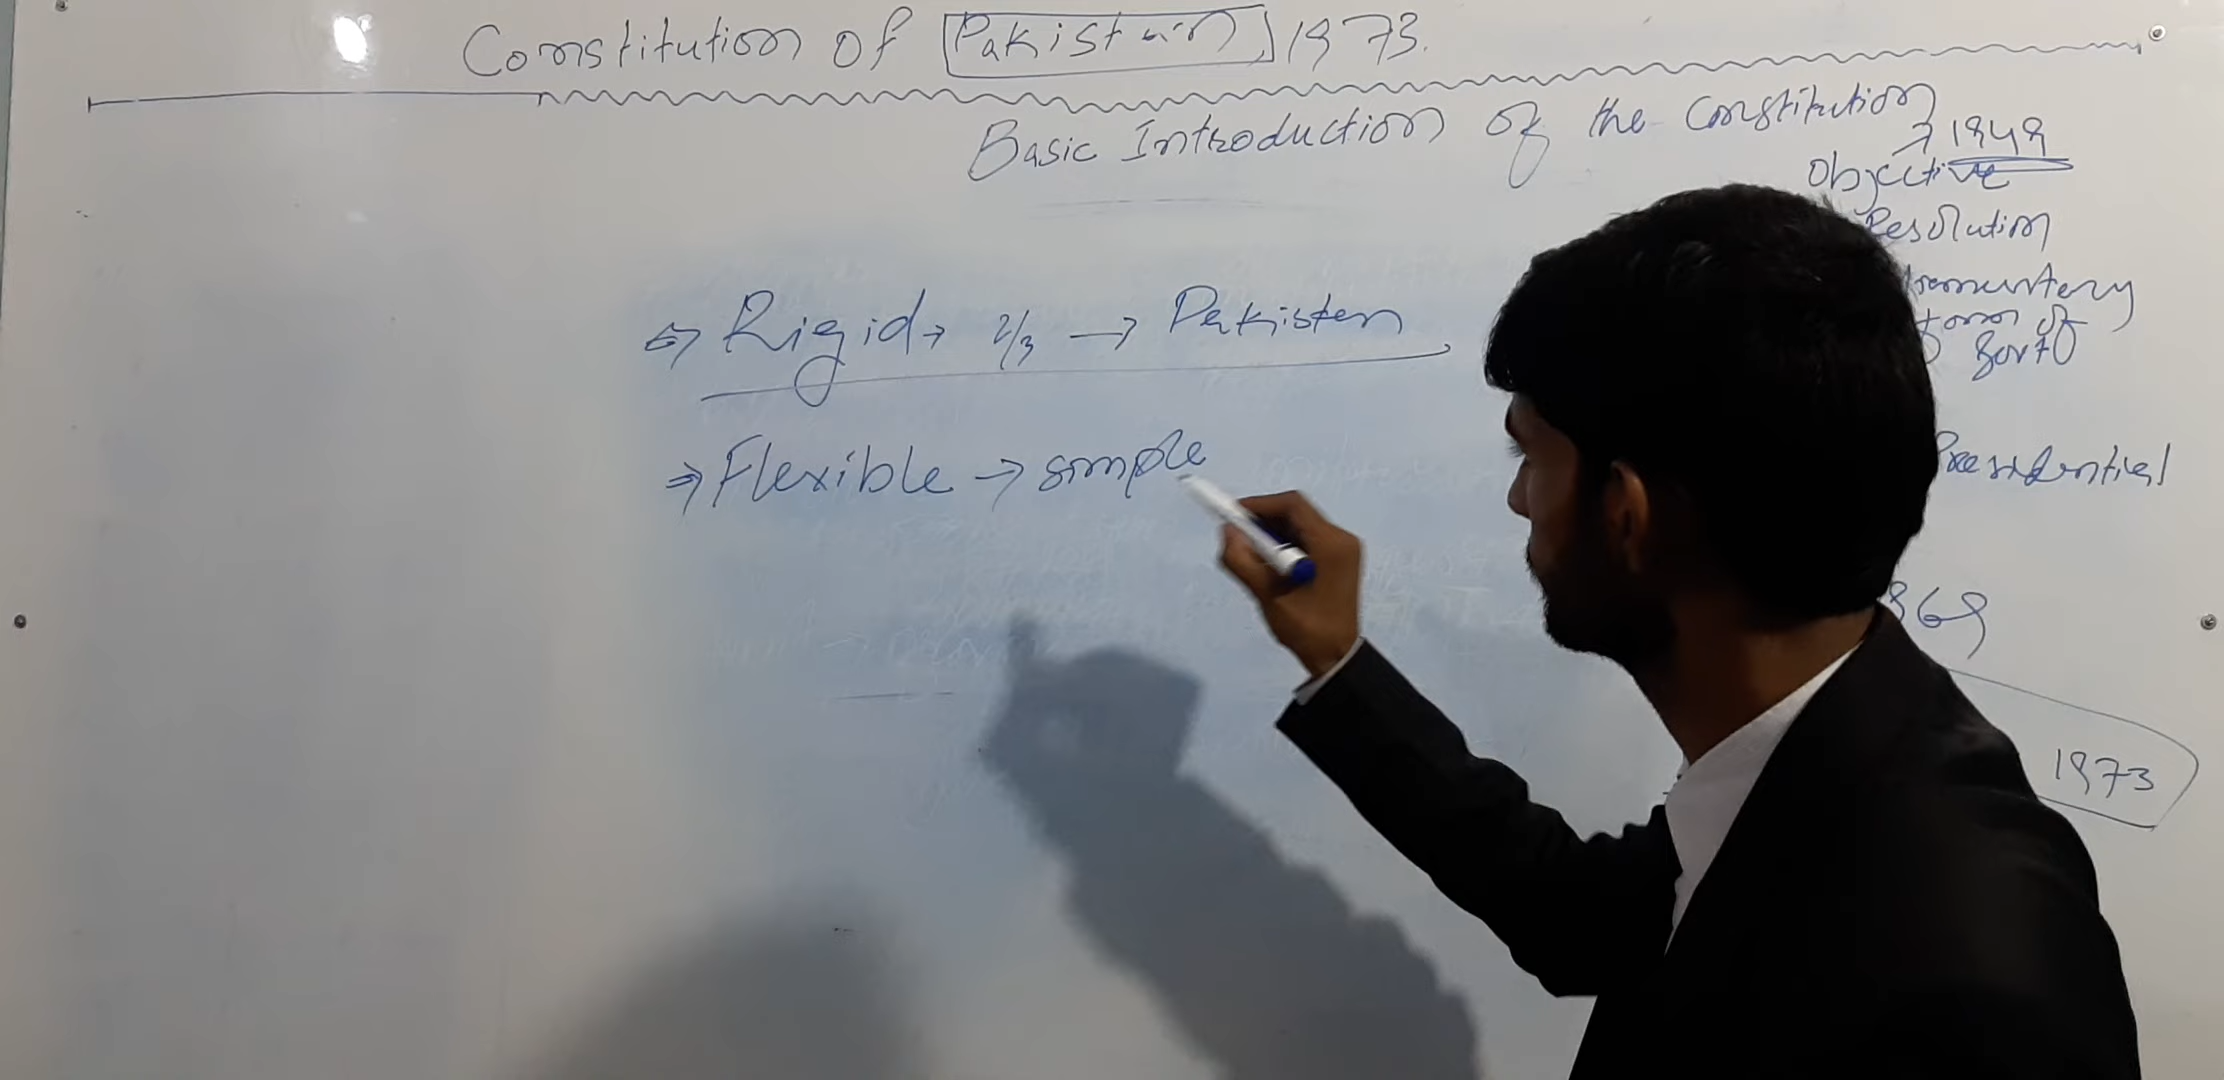 Constitution of Pakistan 1973.
Basic Introduction of the Constitution
→ 1949
Objective
Resolution
⇒ Rigid → 2/3 → Pakistan
form of
Govt
⇒ Flexible → simple
Presidential
1973